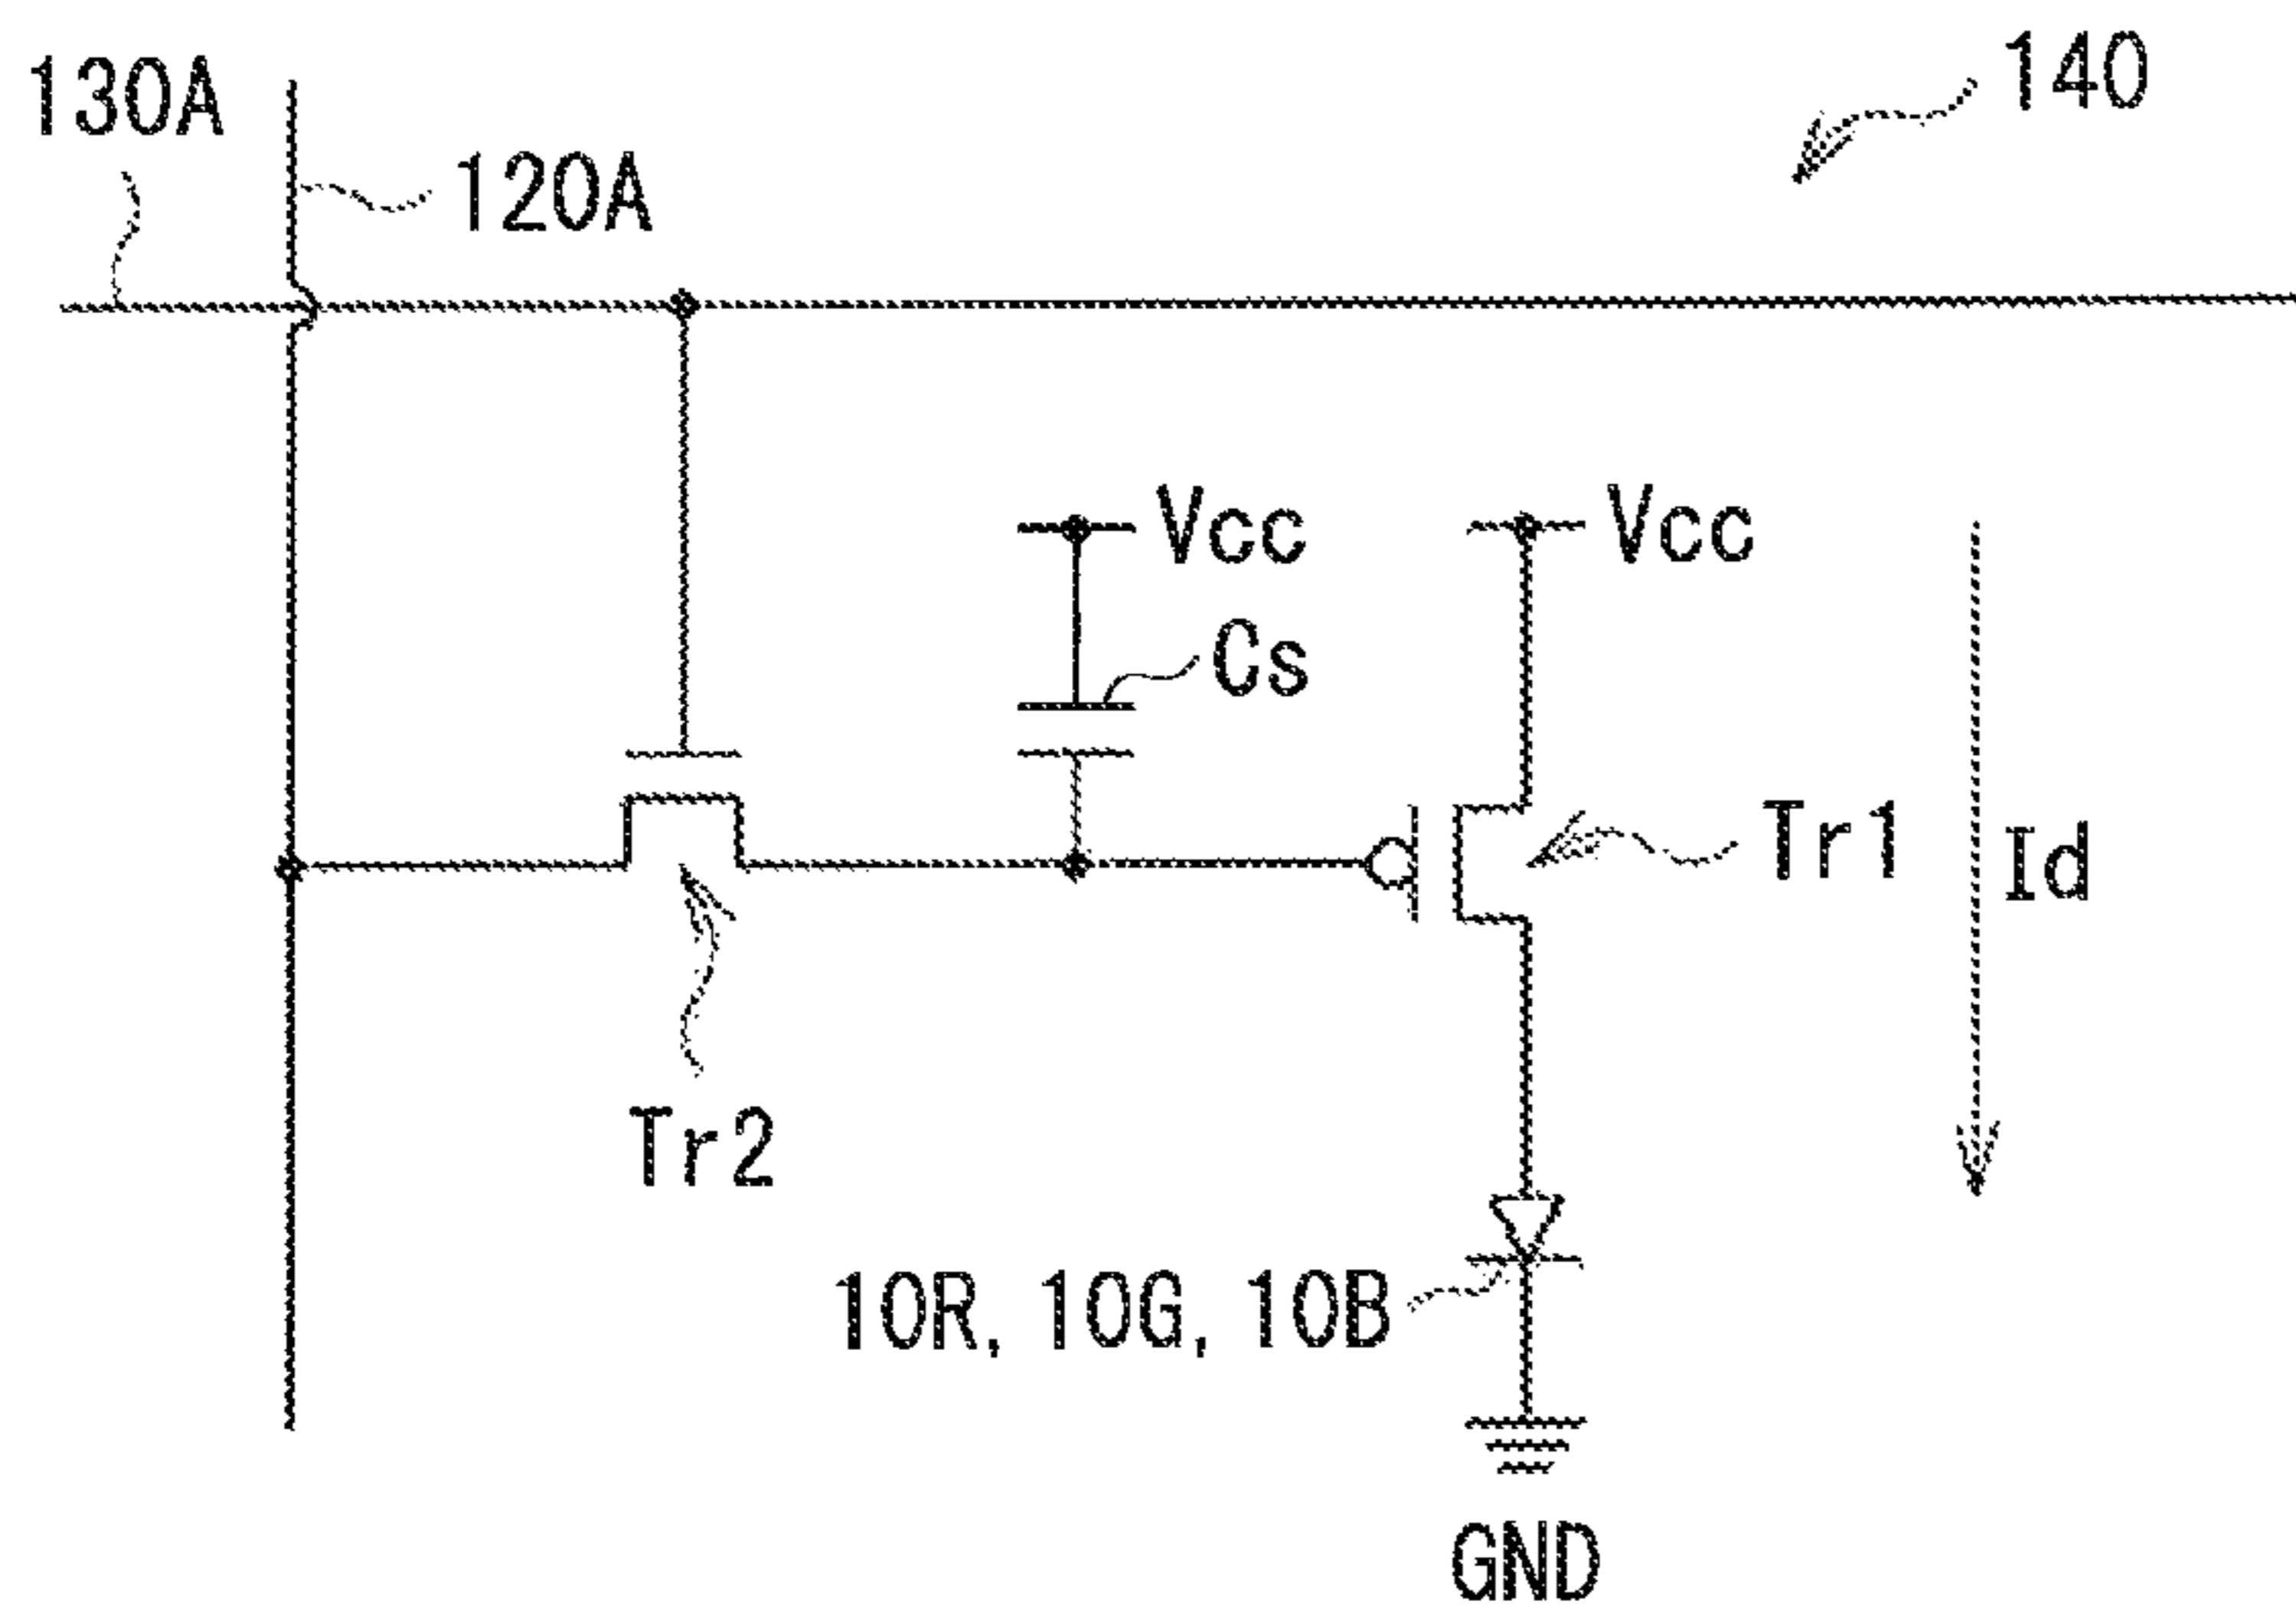 140
130A
120A
Vcc
Vcc
Cs
Tr1
Id
Tr2
10R, 10G, 10B
GND